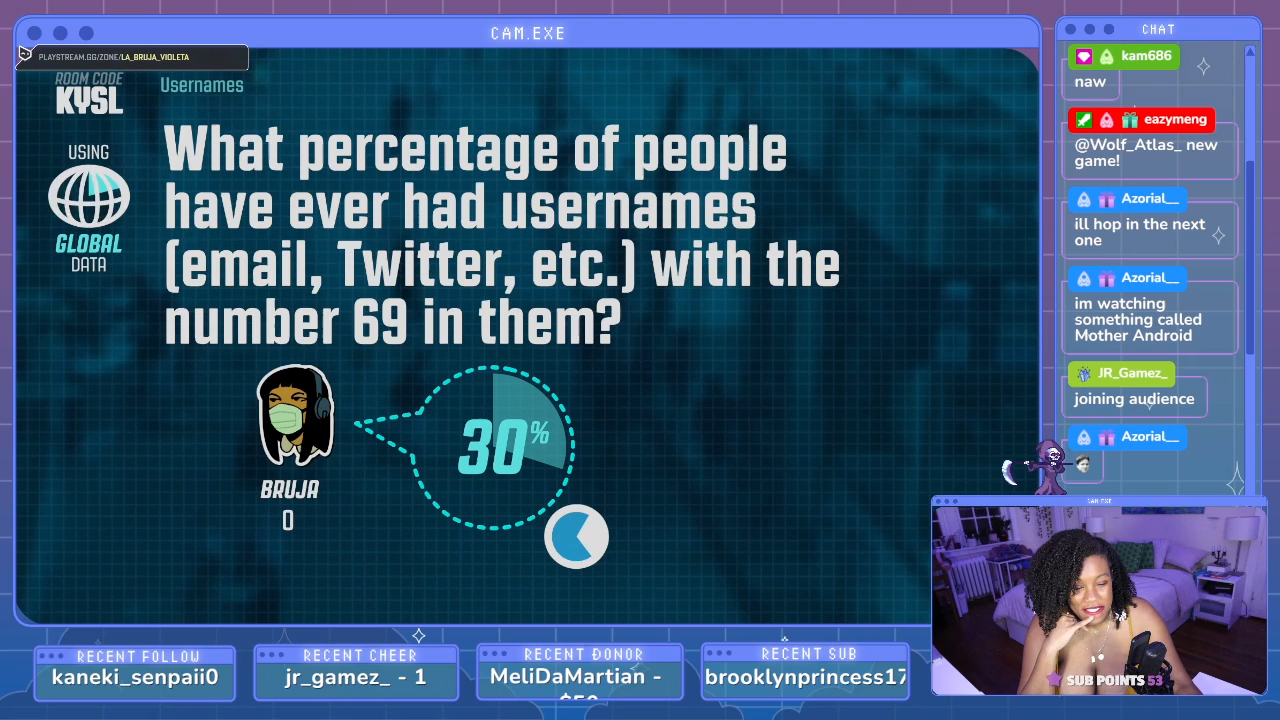 CAM.EXE
PLAYSTREAM.GG/ZONE/LA_BRUJA_VIOLETA
ROOM CODE
KYSL
USING
GLOBAL
DATA
Usernames
What percentage of people
have ever had usernames
(email, Twitter, etc.) with the
number 69 in them?
30%
BRUJA
0
CHAT
kam686
naw
eazymeng
@Wolf_Atlas_ new
game!
Azorial__
ill hop in the next
one
Azorial__
im watching
something called
Mother Android
JR_Gamez_
joining audience
Azorial__
CAM.EXE
SUB POINTS 53
RECENT FOLLOW
kaneki_senpaii0
RECENT CHEER
jr_gamez_ - 1
RECENT DONOR
MeliDaMartian -
RECENT SUB
brooklynprincess17